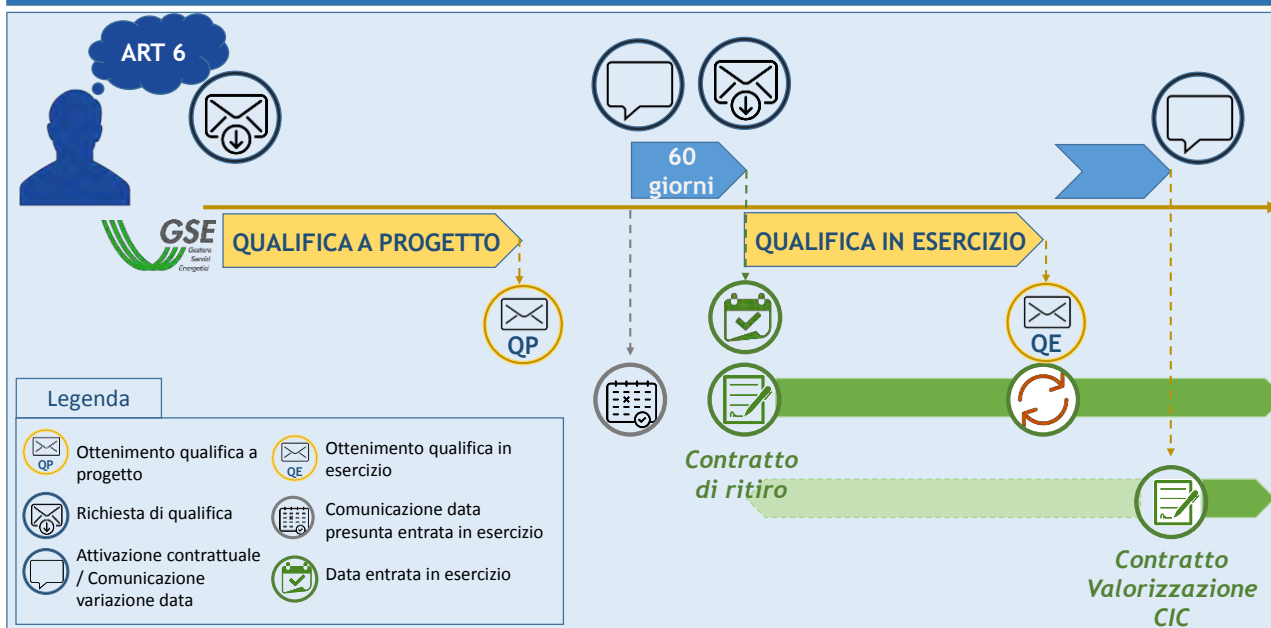 ART 6
60
giorni
GSE
Gestore
Servizi
Energetici
QUALIFICA A PROGETTO
QUALIFICA IN ESERCIZIO
QP
QE
Contratto
di ritiro
Contratto
Valorizzazione
CIC
Legenda
QP
Ottenimento qualifica a
progetto
QE
Ottenimento qualifica in
esercizio
Richiesta di qualifica
Comunicazione data
presunta entrata in esercizio
Attivazione contrattuale
/ Comunicazione
variazione data
Data entrata in esercizio